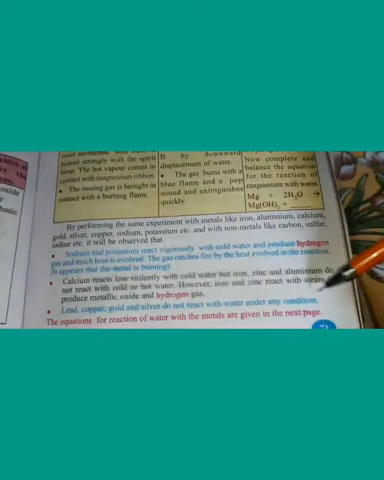 oxides a
by the
oxide
basic
heated strongly with the spirit
lamp. The hot vapour comes in
contact with magnesium ribbon.
• The issuing gas is brought in
contact with a burning flame.
It by downward
displacement of water.
• The gas burns with a
blue flame and a pop
sound and extinguishes
quickly.
Now complete and
balance the equation
for the reaction of
magnesium with water.
Mg + 2H₂O →
Mg(OH)₂ + ______
By performing the same experiment with metals like iron, aluminium, calcium,
gold, silver, copper, sodium, potassium etc. and with non-metals like carbon, sulfur,
iodine etc. it will be observed that
• Sodium and potassium react vigorously with cold water and produce hydrogen
gas and much heat is evolved. The gas catches fire by the heat evolved in the reaction.
(It appears that the metal is burning)
• Calcium reacts less violently with cold water but iron, zinc and aluminium do
not react with cold or hot water. However, iron and zinc react with steam,
produce metallic oxide and hydrogen gas.
• Lead, copper, gold and silver do not react with water under any condition.
The equations for reaction of water with the metals are given in the next page.